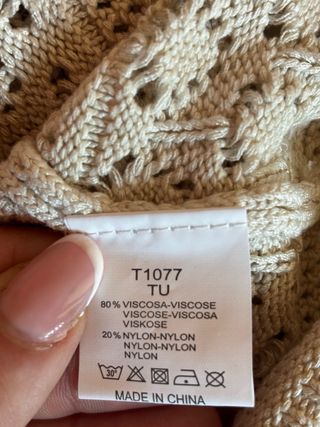 T1077
TU
80% VISCOSA-VISCOSE
VISCOSE-VISCOSA
VISKOSE
20% NYLON-NYLON
NYLON-NYLON
NYLON
30°
MADE IN CHINA